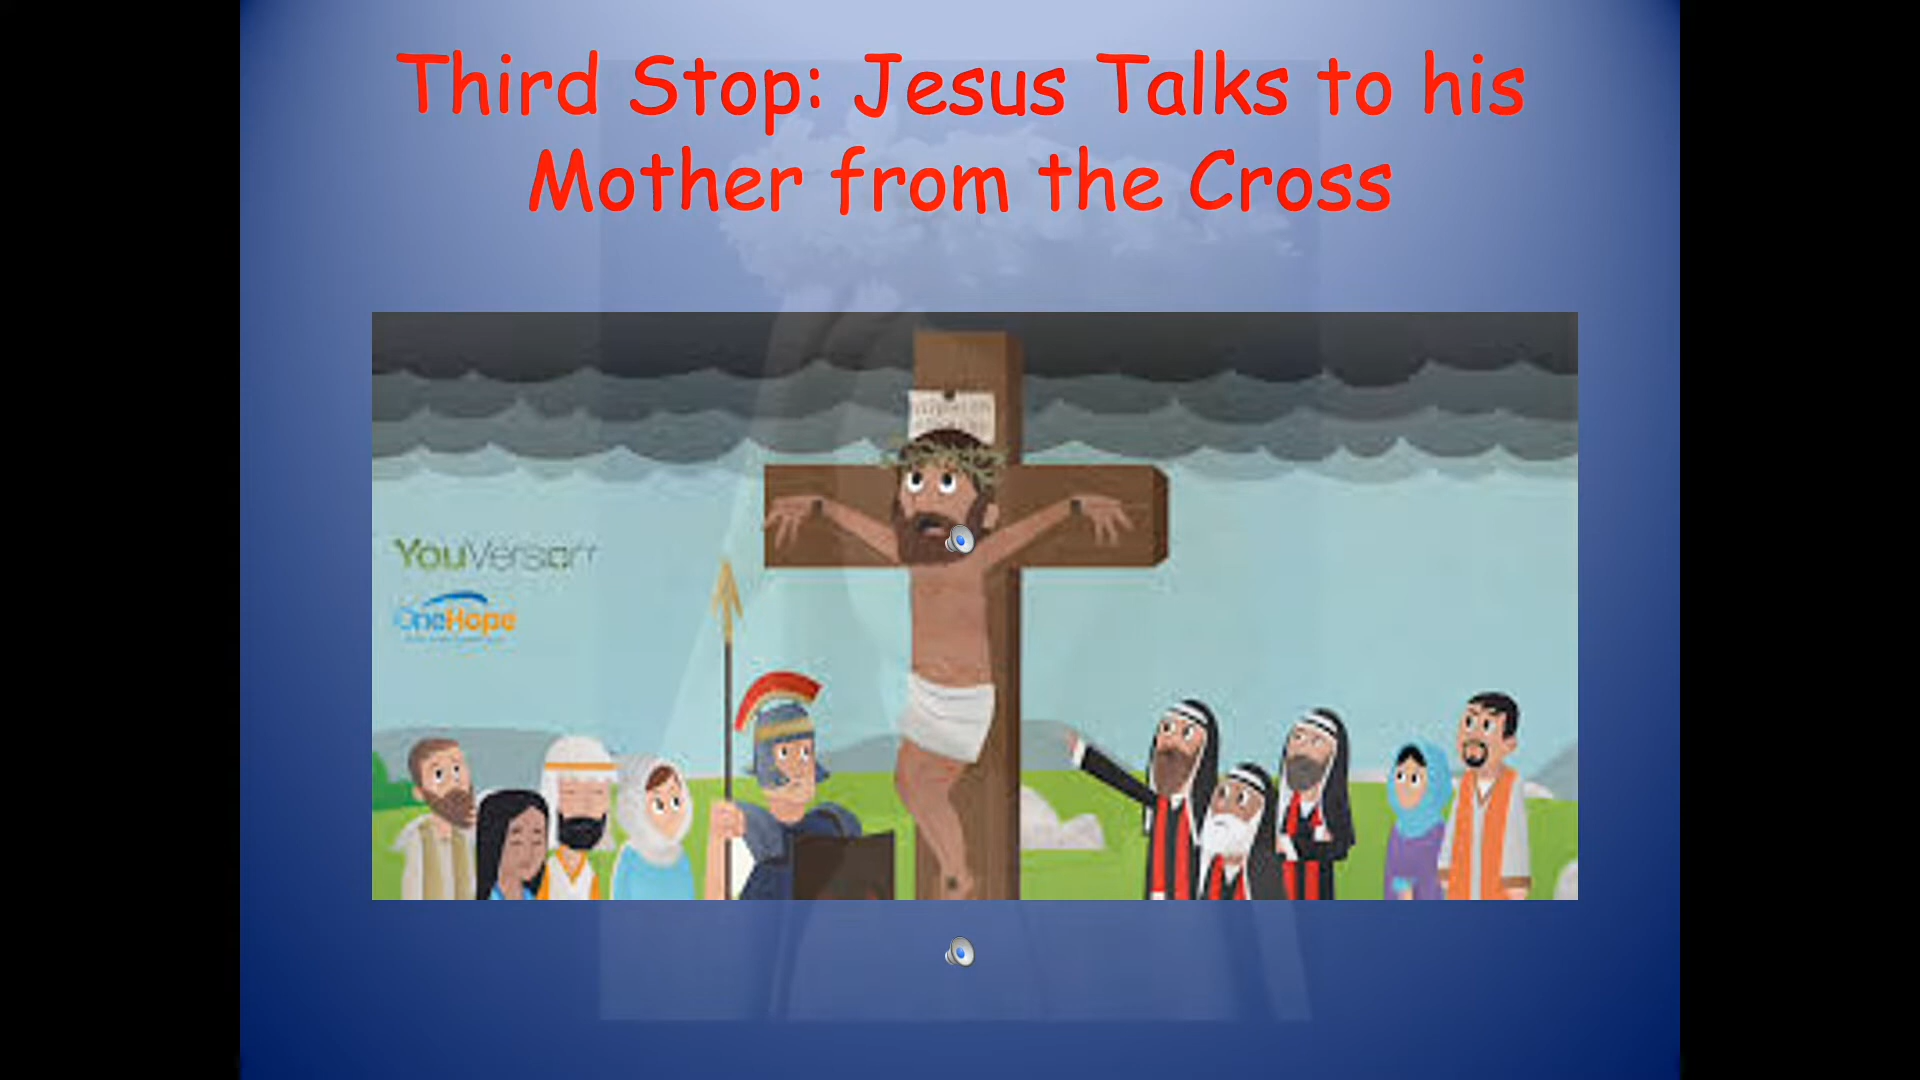 Third Stop: Jesus Talks to his
Mother from the Cross
YouVersion
OneHope